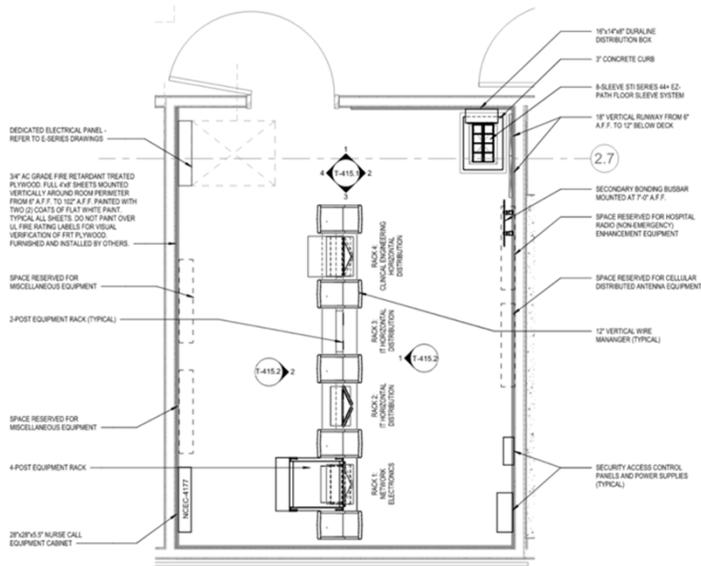 16"x14"x8" DURALINE
DISTRIBUTION BOX
3" CONCRETE CURB
8-SLEEVE STI SERIES 44+ EZ-
PATH FLOOR SLEEVE SYSTEM
18" VERTICAL RUNWAY FROM 6"
A.F.F. TO 12" BELOW DECK
2.7
SECONDARY BONDING BUSBAR
MOUNTED AT 7'-0" A.F.F.
SPACE RESERVED FOR HOSPITAL
RADIO (NON-EMERGENCY)
ENHANCEMENT EQUIPMENT
SPACE RESERVED FOR CELLULAR
DISTRIBUTED ANTENNA EQUIPMENT
12" VERTICAL WIRE
MANANGER (TYPICAL)
SECURITY ACCESS CONTROL
PANELS AND POWER SUPPLIES
(TYPICAL)
DEDICATED ELECTRICAL PANEL -
REFER TO E-SERIES DRAWINGS
3/4" AC GRADE FIRE RETARDANT TREATED
PLYWOOD. FULL 4'x8' SHEETS MOUNTED
VERTICALLY AROUND ROOM PERIMETER
FROM 6" A.F.F. TO 102" A.F.F. PAINTED WITH
TWO (2) COATS OF FLAT WHITE PAINT.
TYPICAL ALL SHEETS. DO NOT PAINT OVER
UL FIRE RATING LABELS FOR VISUAL
VERIFICATION OF FRT PLYWOOD.
FURNISHED AND INSTALLED BY OTHERS.
SPACE RESERVED FOR
MISCELLANEOUS EQUIPMENT
2-POST EQUIPMENT RACK (TYPICAL)
SPACE RESERVED FOR
MISCELLANEOUS EQUIPMENT
4-POST EQUIPMENT RACK
28"x28"x5.5" NURSE CALL
EQUIPMENT CABINET
NCEC-4177
1
4 T-415.1 2
3
RACK 4:
CLINICAL ENGINEERING
HORIZONTAL
DISTRIBUTION
RACK 3:
IT HORIZONTAL
DISTRIBUTION
T-415.2 2
1 T-415.2
RACK 2:
IT HORIZONTAL
DISTRIBUTION
RACK 1:
NETWORK
ELECTRONICS